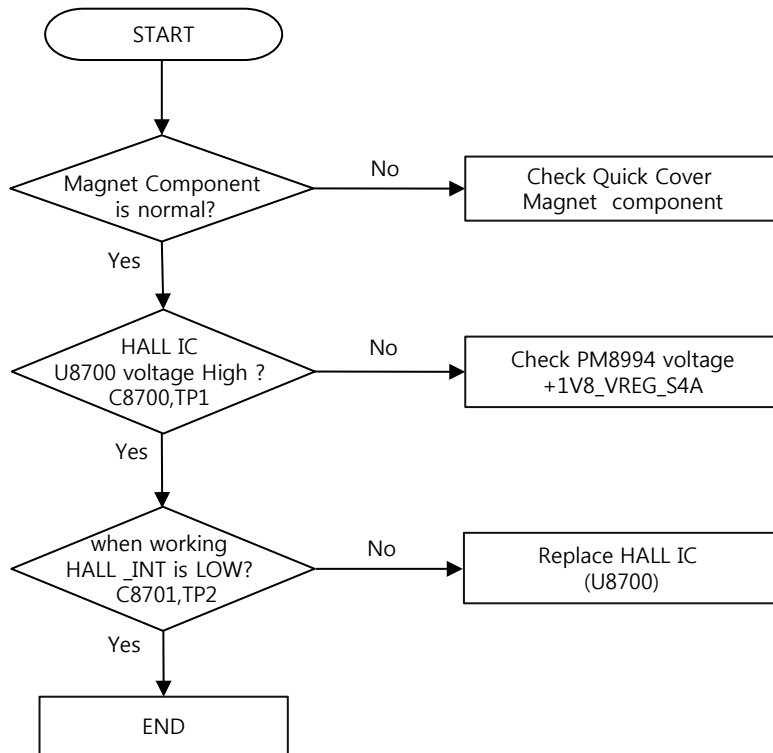 START
Magnet Component
is normal?
No
Check Quick Cover
Magnet component
Yes
HALL IC
U8700 voltage High ?
C8700,TP1
No
Check PM8994 voltage
+1V8_VREG_S4A
Yes
when working
HALL _INT is LOW?
C8701,TP2
No
Replace HALL IC
(U8700)
Yes
END